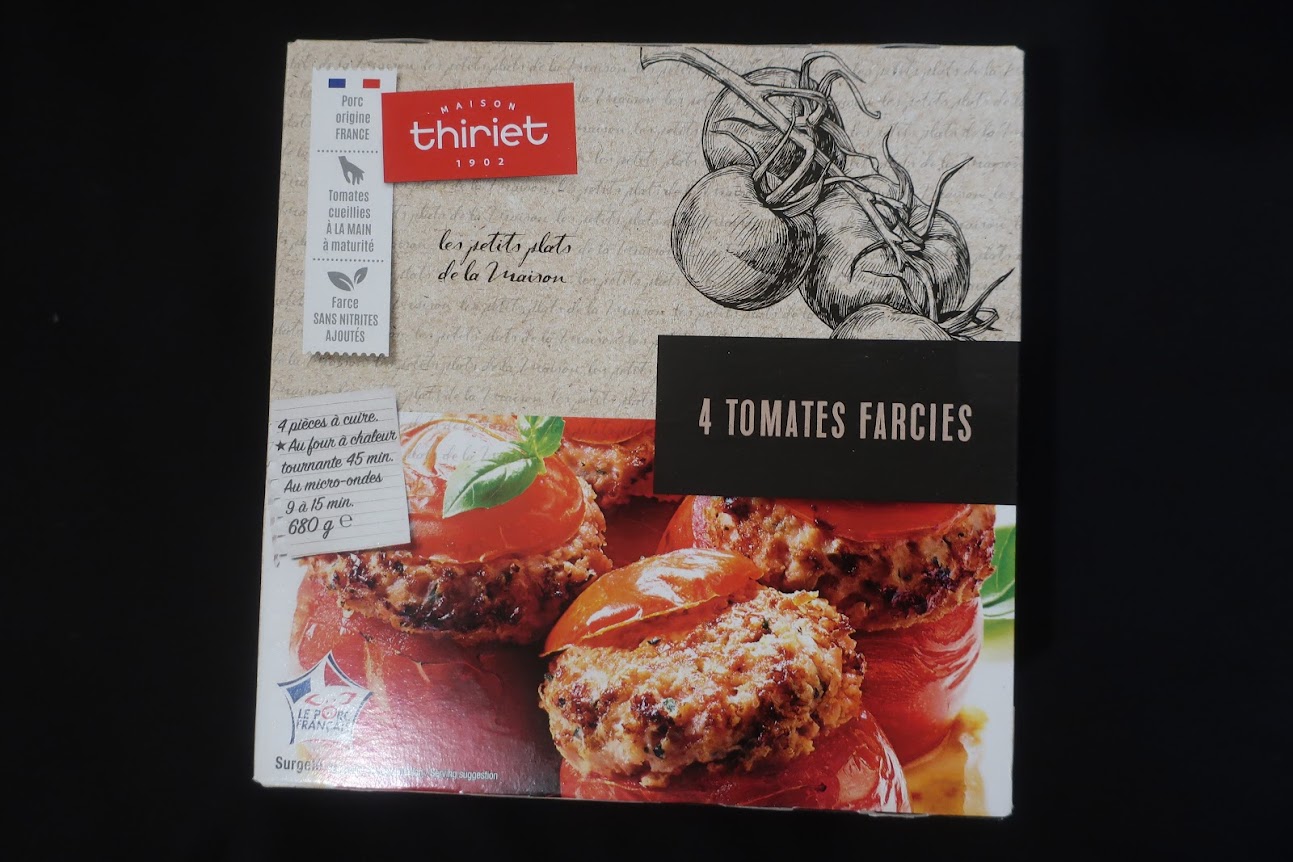 Porc
origine
FRANCE
Tomates
cueillies
À LA MAIN
à maturité
Farce
SANS NITRITES
AJOUTÉS
MAISON
thiriet
1902
les petits plats
de la Maison
4 TOMATES FARCIES
4 pièces à cuire.
★ Au four à chaleur
tournante 45 min.
Au micro-ondes
9 à 15 min.
680 g ℮
LE PORC
FRANÇAIS
Serving suggestion